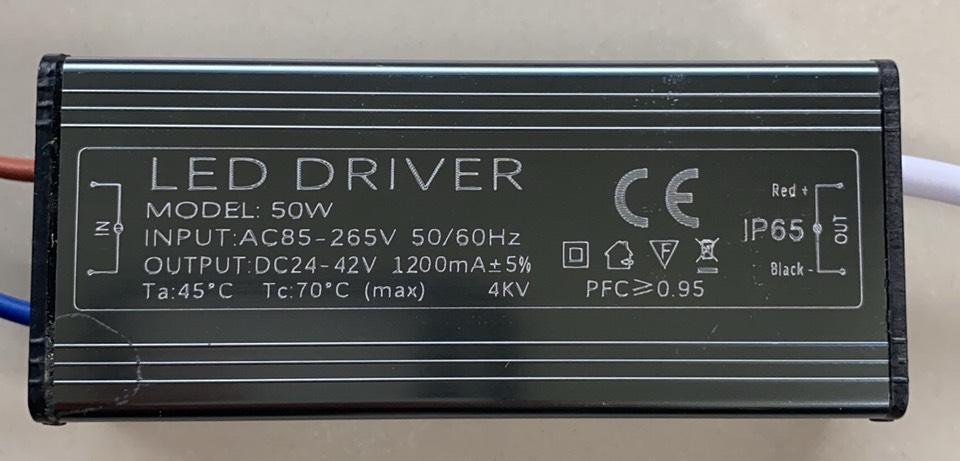 IN
LED DRIVER
MODEL: 50W
INPUT:AC85-265V 50/60Hz
OUTPUT:DC24-42V 1200mA±5%
Ta:45°C Tc:70°C (max) 4KV
CE
F
PFC≥0.95
Red +
IP65
OUT
Black -